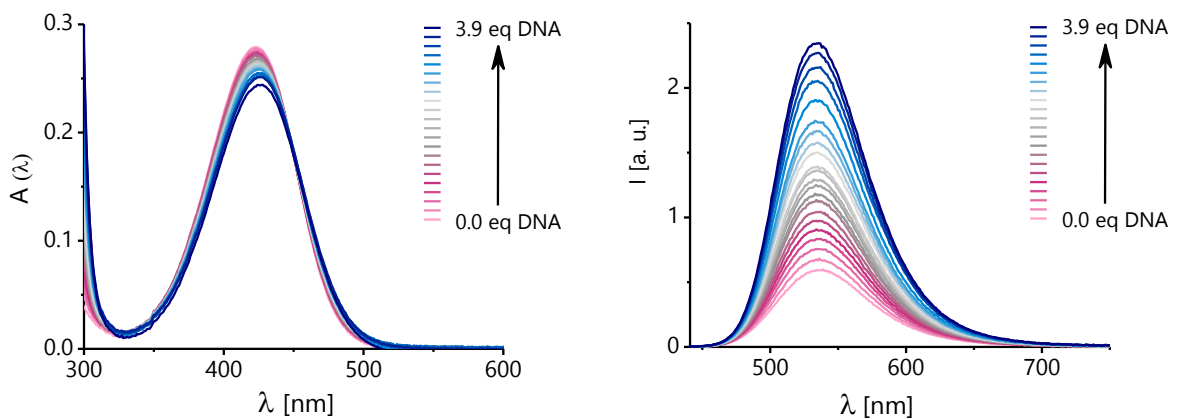 0.3
0.2
0.1
0.0
A (λ)
300
400
500
600
λ [nm]
3.9 eq DNA
0.0 eq DNA
2
1
0
I [a. u.]
500
600
700
λ [nm]
3.9 eq DNA
0.0 eq DNA